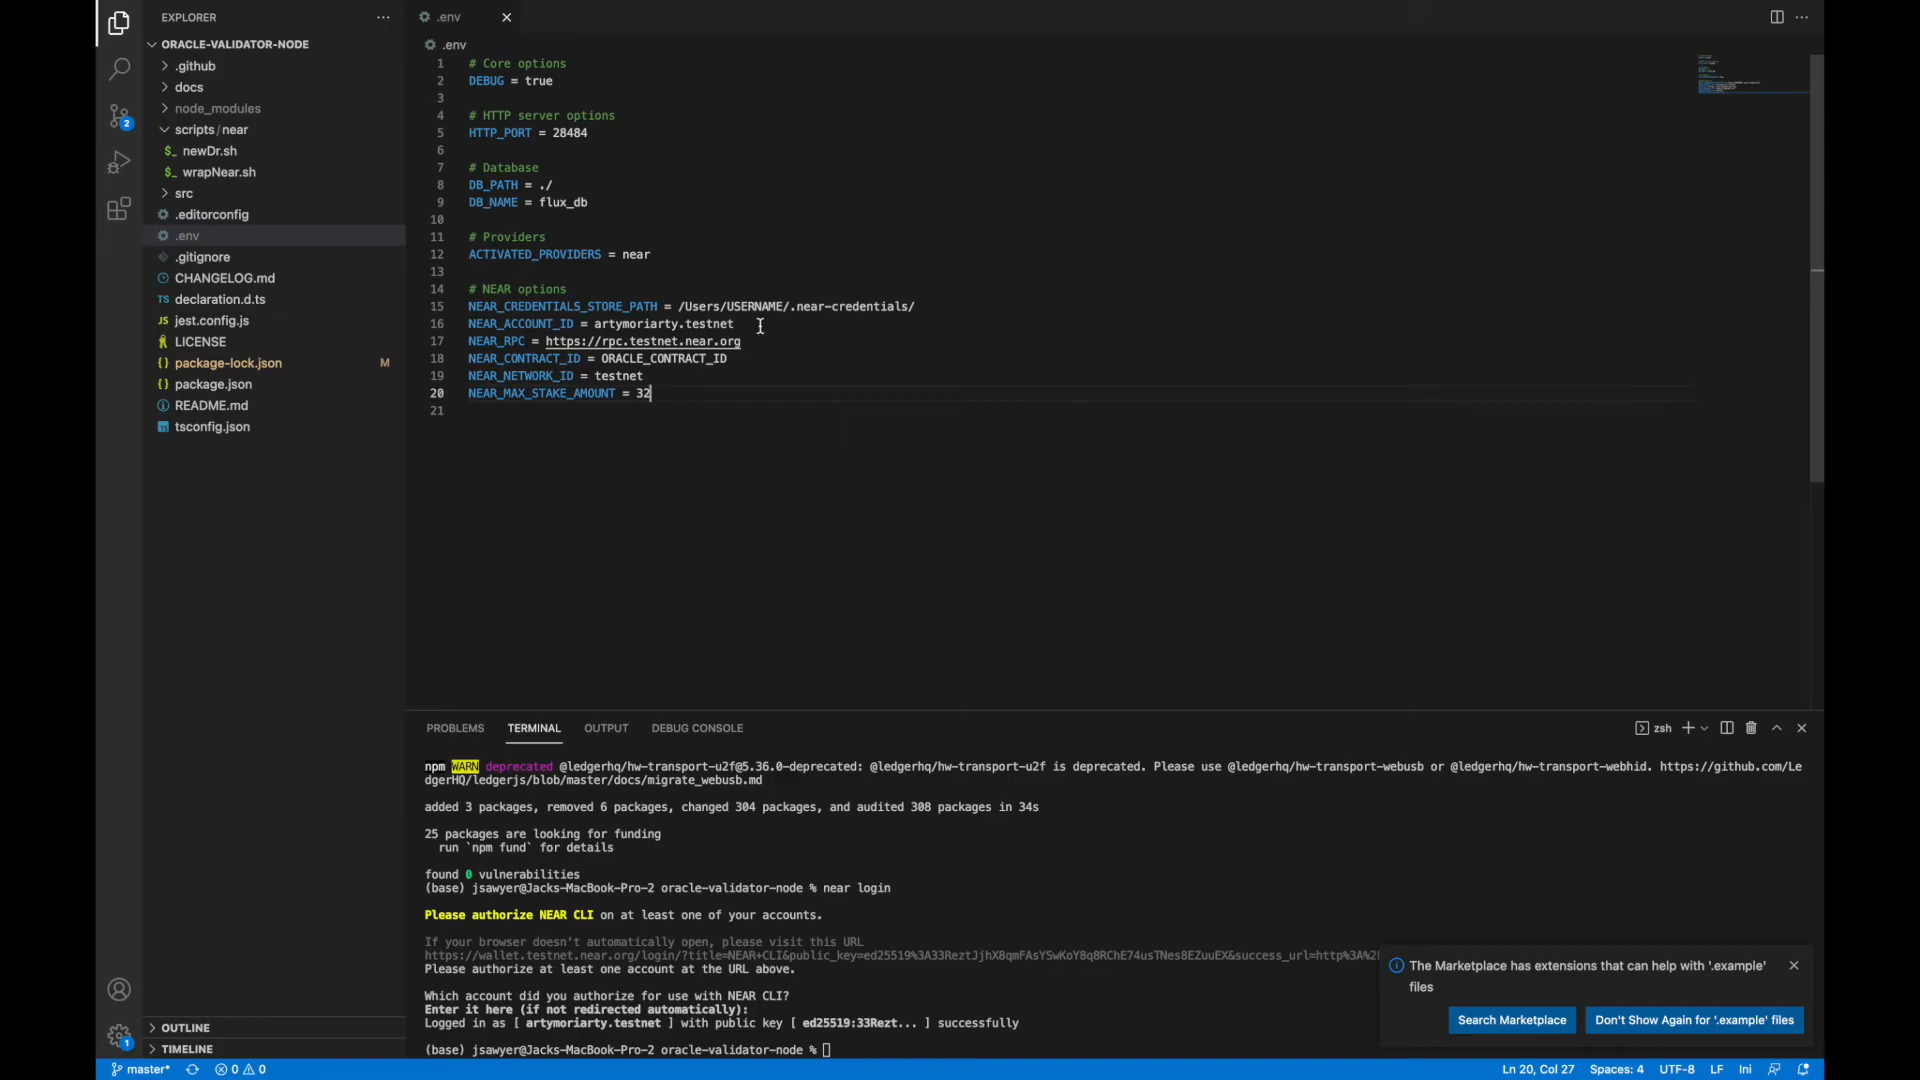 EXPLORER
ORACLE-VALIDATOR-NODE
.github
docs
node_modules
scripts/near
$_ newDr.sh
$_ wrapNear.sh
src
.editorconfig
.env
.gitignore
CHANGELOG.md
TS declaration.d.ts
JS jest.config.js
LICENSE
{} package-lock.json M
{} package.json
README.md
tsconfig.json
OUTLINE
TIMELINE
2
1
.env
.env
1 # Core options
2 DEBUG = true
3
4 # HTTP server options
5 HTTP_PORT = 28484
6
7 # Database
8 DB_PATH = ./
9 DB_NAME = flux_db
10
11 # Providers
12 ACTIVATED_PROVIDERS = near
13
14 # NEAR options
15 NEAR_CREDENTIALS_STORE_PATH = /Users/USERNAME/.near-credentials/
16 NEAR_ACCOUNT_ID = artymoriarty.testnet
17 NEAR_RPC = https://rpc.testnet.near.org
18 NEAR_CONTRACT_ID = ORACLE_CONTRACT_ID
19 NEAR_NETWORK_ID = testnet
20 NEAR_MAX_STAKE_AMOUNT = 32
21
PROBLEMS TERMINAL OUTPUT DEBUG CONSOLE zsh
npm WARN deprecated @ledgerhq/hw-transport-u2f@5.36.0-deprecated: @ledgerhq/hw-transport-u2f is deprecated. Please use @ledgerhq/hw-transport-webusb or @ledgerhq/hw-transport-webhid. https://github.com/Le
dgerHQ/ledgerjs/blob/master/docs/migrate_webusb.md
added 3 packages, removed 6 packages, changed 304 packages, and audited 308 packages in 34s
25 packages are looking for funding
run `npm fund` for details
found 0 vulnerabilities
(base) jsawyer@Jacks-MacBook-Pro-2 oracle-validator-node % near login
Please authorize NEAR CLI on at least one of your accounts.
If your browser doesn't automatically open, please visit this URL
https://wallet.testnet.near.org/login/?title=NEAR+CLI&public_key=ed25519%3A33ReztJjhX8qmFAsYSwKoY8q8RChE74usTNes8EZuuEX&success_url=http%3A%2
Please authorize at least one account at the URL above.
Which account did you authorize for use with NEAR CLI?
Enter it here (if not redirected automatically):
Logged in as [ artymoriarty.testnet ] with public key [ ed25519:33Rezt... ] successfully
(base) jsawyer@Jacks-MacBook-Pro-2 oracle-validator-node %
The Marketplace has extensions that can help with '.example'
files
Search Marketplace Don't Show Again for '.example' files
master* 0 0 Ln 20, Col 27 Spaces: 4 UTF-8 LF Ini